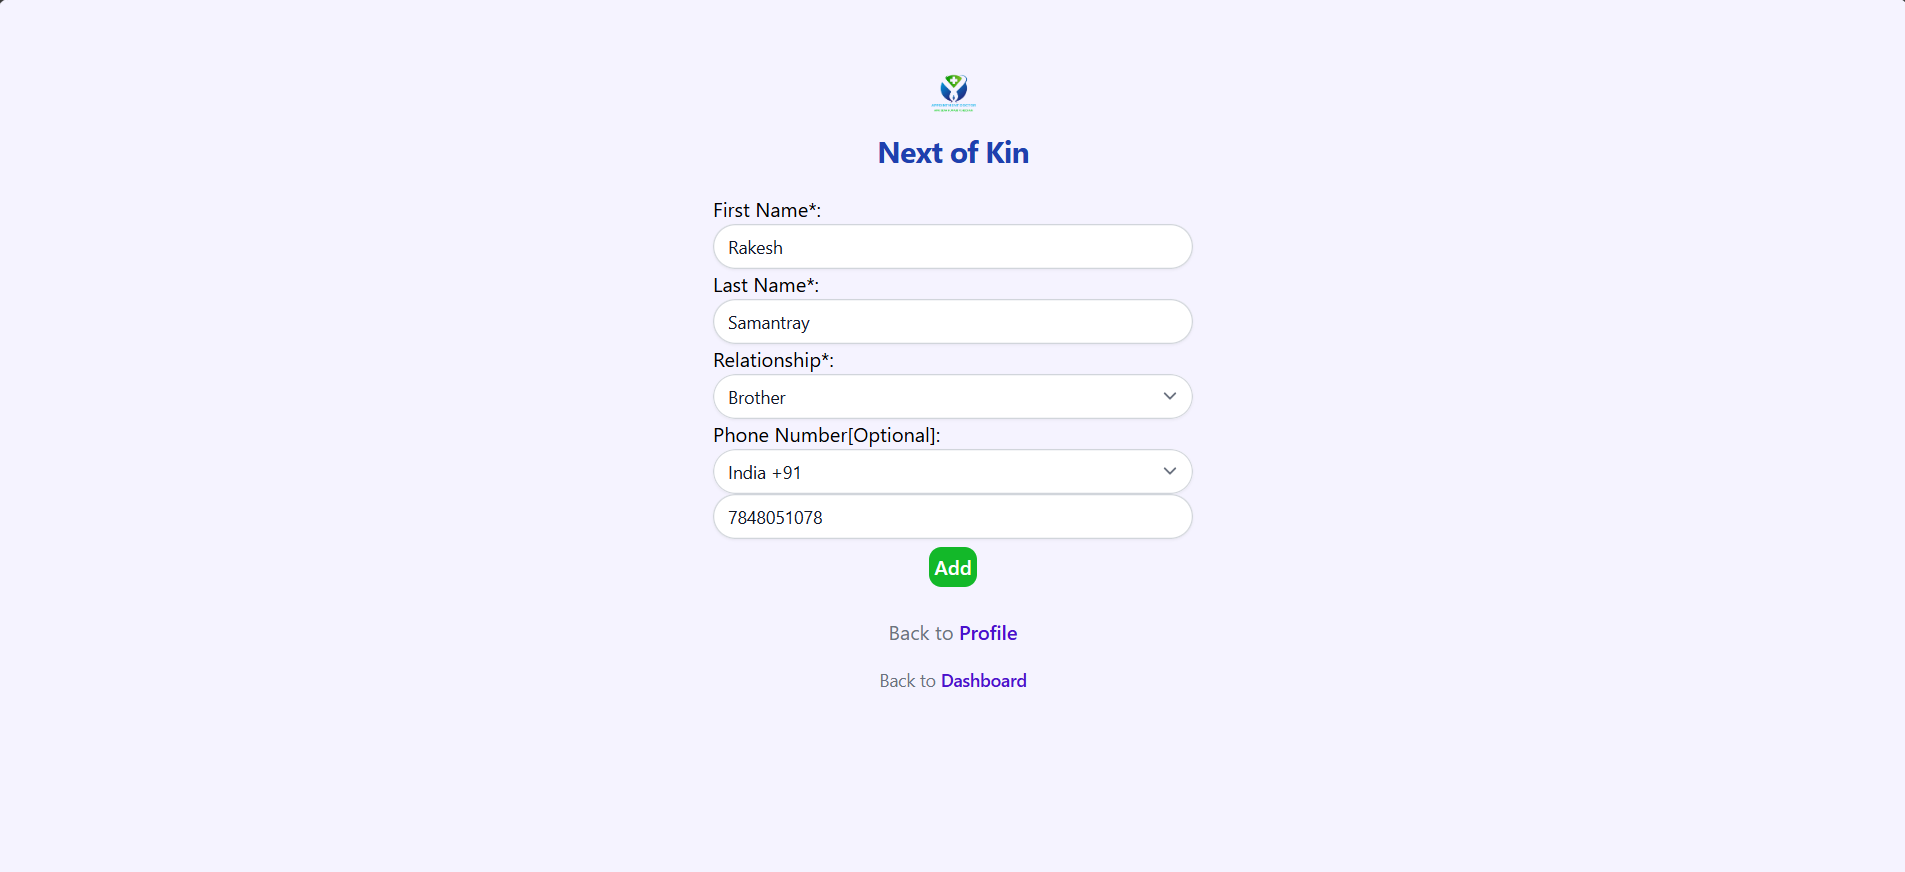 Next of Kin
First Name*:
Rakesh
Last Name*:
Samantray
Relationship*:
Brother
Phone Number[Optional]:
India +91
7848051078
Add
Back to Profile
Back to Dashboard